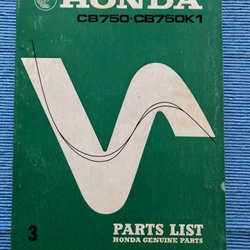 HONDA
CB750·CB750K1
3
PARTS LIST
HONDA GENUINE PARTS